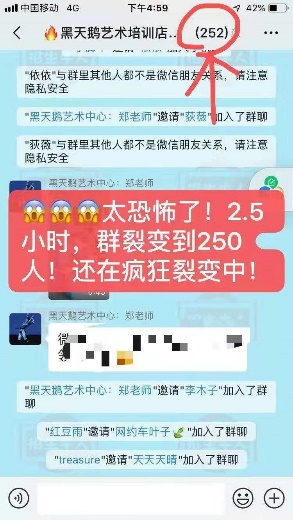 中国移动 4G 下午4:59 42%
🔥黑天鹅艺术培训店... (252)
"依依"与群里其他人都不是微信朋友关系，请注意
隐私安全
"黑天鹅艺术中心：郑老师"邀请"荻薇"加入了群聊
"荻薇"与群里其他人都不是微信朋友关系，请注意
隐私安全
黑天鹅艺术中心：郑老师
😱😱😱太恐怖了！2.5
小时，群裂变到250
人！还在疯狂裂变中！
黑天鹅艺术中心：郑老师
"黑天鹅艺术中心：郑老师"邀请"李木子"加入了群
聊
"红豆雨"邀请"网约车叶子🍃"加入了群聊
"treasure"邀请"天天天晴"加入了群聊